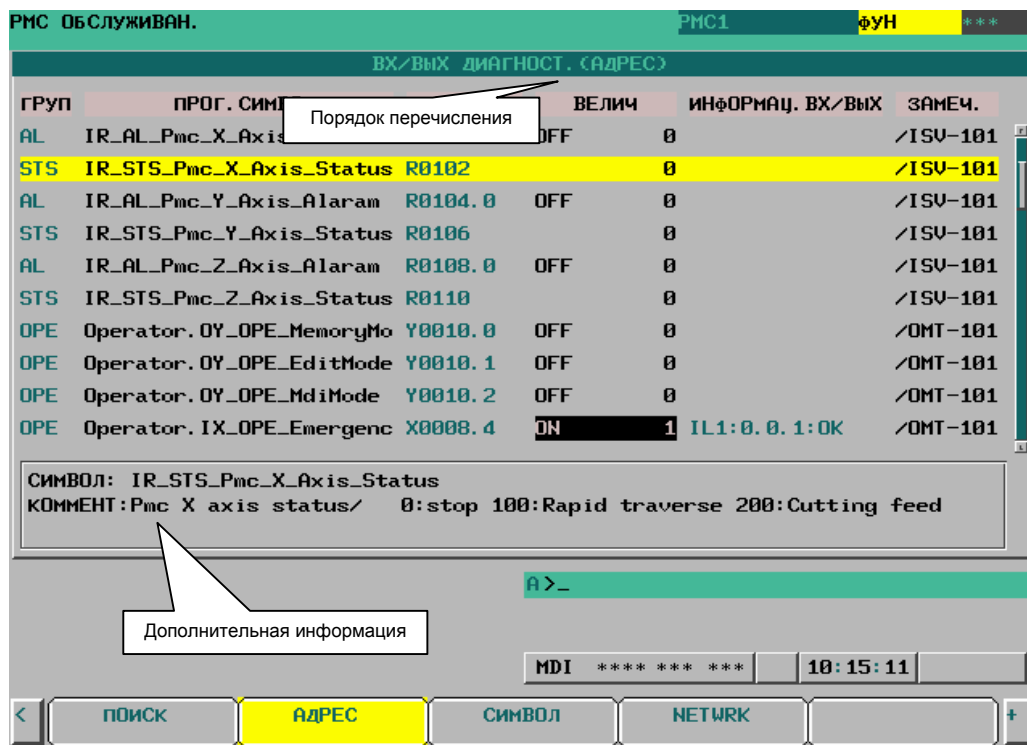 РМС ОБСЛУЖИВАН. PMC1 ФУН ***
ВХ/ВЫХ ДИАГНОСТ.(АДРЕС)
ГРУП ПРОГ.СИМВ ВЕЛИЧ ИНФОРМАЦ.ВХ/ВЫХ ЗАМЕЧ.
Порядок перечисления
AL IR_AL_Pmc_X_Axis OFF 0 /ISV-101
STS IR_STS_Pmc_X_Axis_Status R0102 0 /ISV-101
AL IR_AL_Pmc_Y_Axis_Alaram R0104.0 OFF 0 /ISV-101
STS IR_STS_Pmc_Y_Axis_Status R0106 0 /ISV-101
AL IR_AL_Pmc_Z_Axis_Alaram R0108.0 OFF 0 /ISV-101
STS IR_STS_Pmc_Z_Axis_Status R0110 0 /ISV-101
OPE Operator.OY_OPE_MemoryMo Y0010.0 OFF 0 /OMT-101
OPE Operator.OY_OPE_EditMode Y0010.1 OFF 0 /OMT-101
OPE Operator.OY_OPE_MdiMode Y0010.2 OFF 0 /OMT-101
OPE Operator.IX_OPE_Emergenc X0008.4 ON 1 IL1:0.0.1:OK /OMT-101
СИМВОЛ: IR_STS_Pmc_X_Axis_Status
КОММЕНТ:Pmc X axis status/ 0:stop 100:Rapid traverse 200:Cutting feed
A>_
Дополнительная информация
MDI **** *** *** 10:15:11
< ПОИСК АДРЕС СИМВОЛ NETWRK +